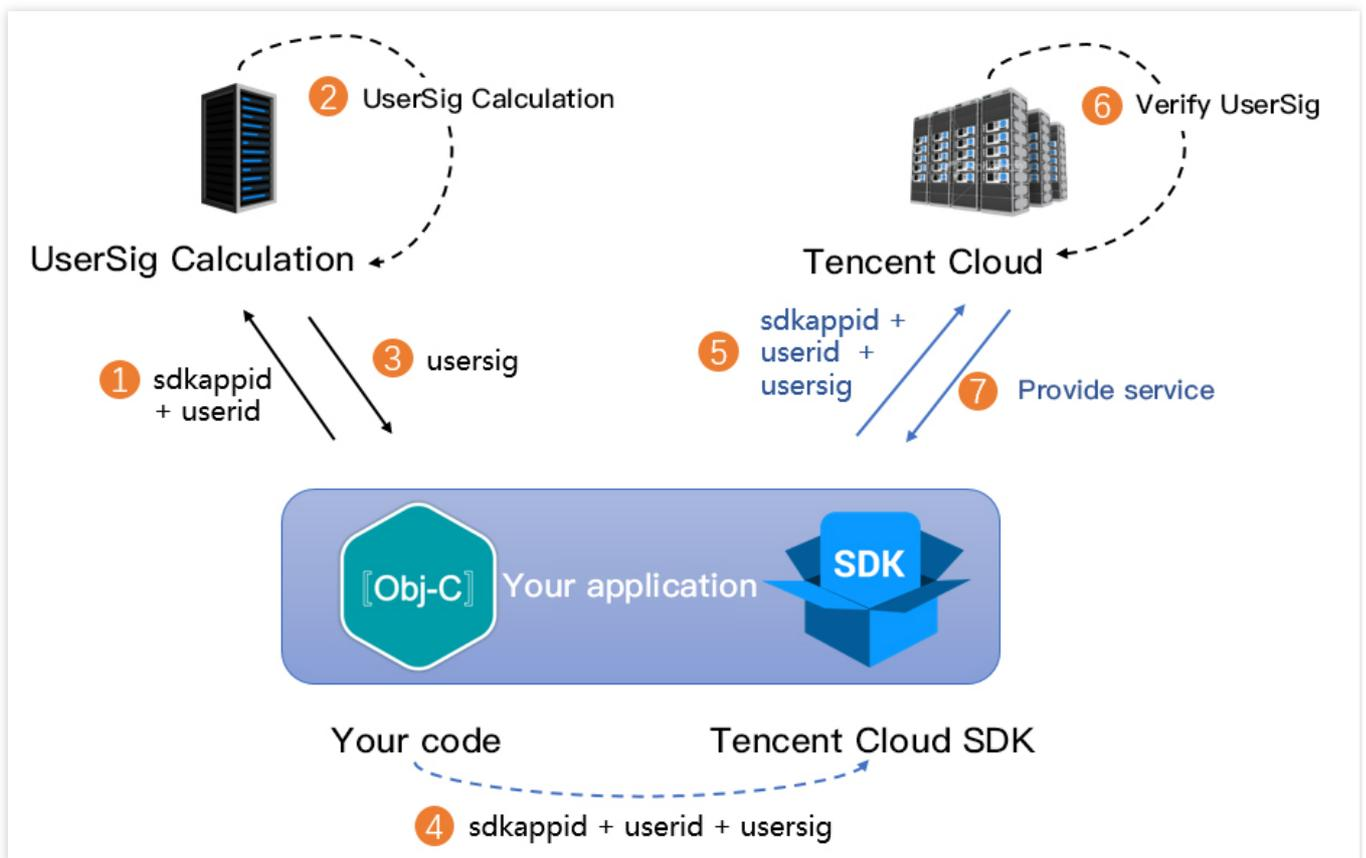 2 UserSig Calculation
6 Verify UserSig
UserSig Calculation
Tencent Cloud
1 sdkappid
+ userid
3 usersig
5 sdkappid +
userid +
usersig
7 Provide service
[Obj-C]
Your application
SDK
Your code
Tencent Cloud SDK
4 sdkappid + userid + usersig